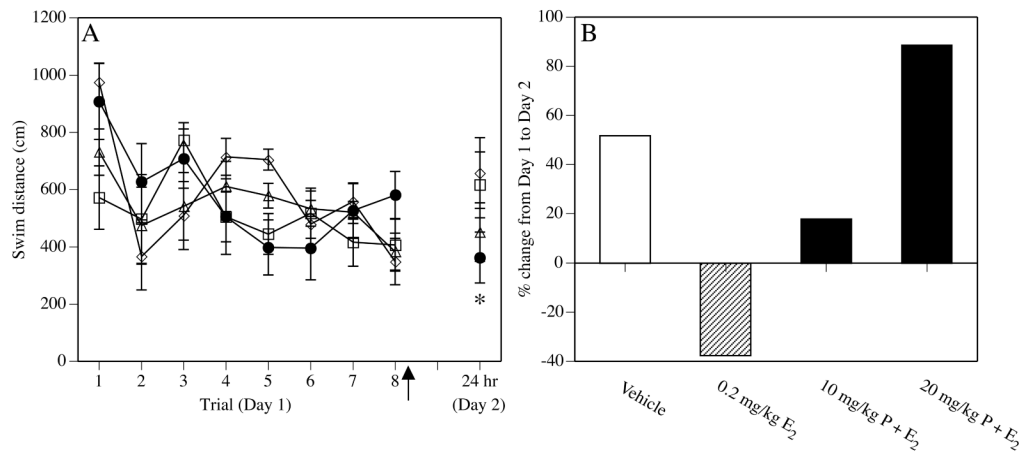 A
Swim distance (cm)
1200
1000
800
600
400
200
0
1 2 3 4 5 6 7 8 24 hr
Trial (Day 1) (Day 2)
*
B
% change from Day 1 to Day 2
100
80
60
40
20
0
-20
-40
Vehicle
0.2 mg/kg E₂
10 mg/kg P + E₂
20 mg/kg P + E₂